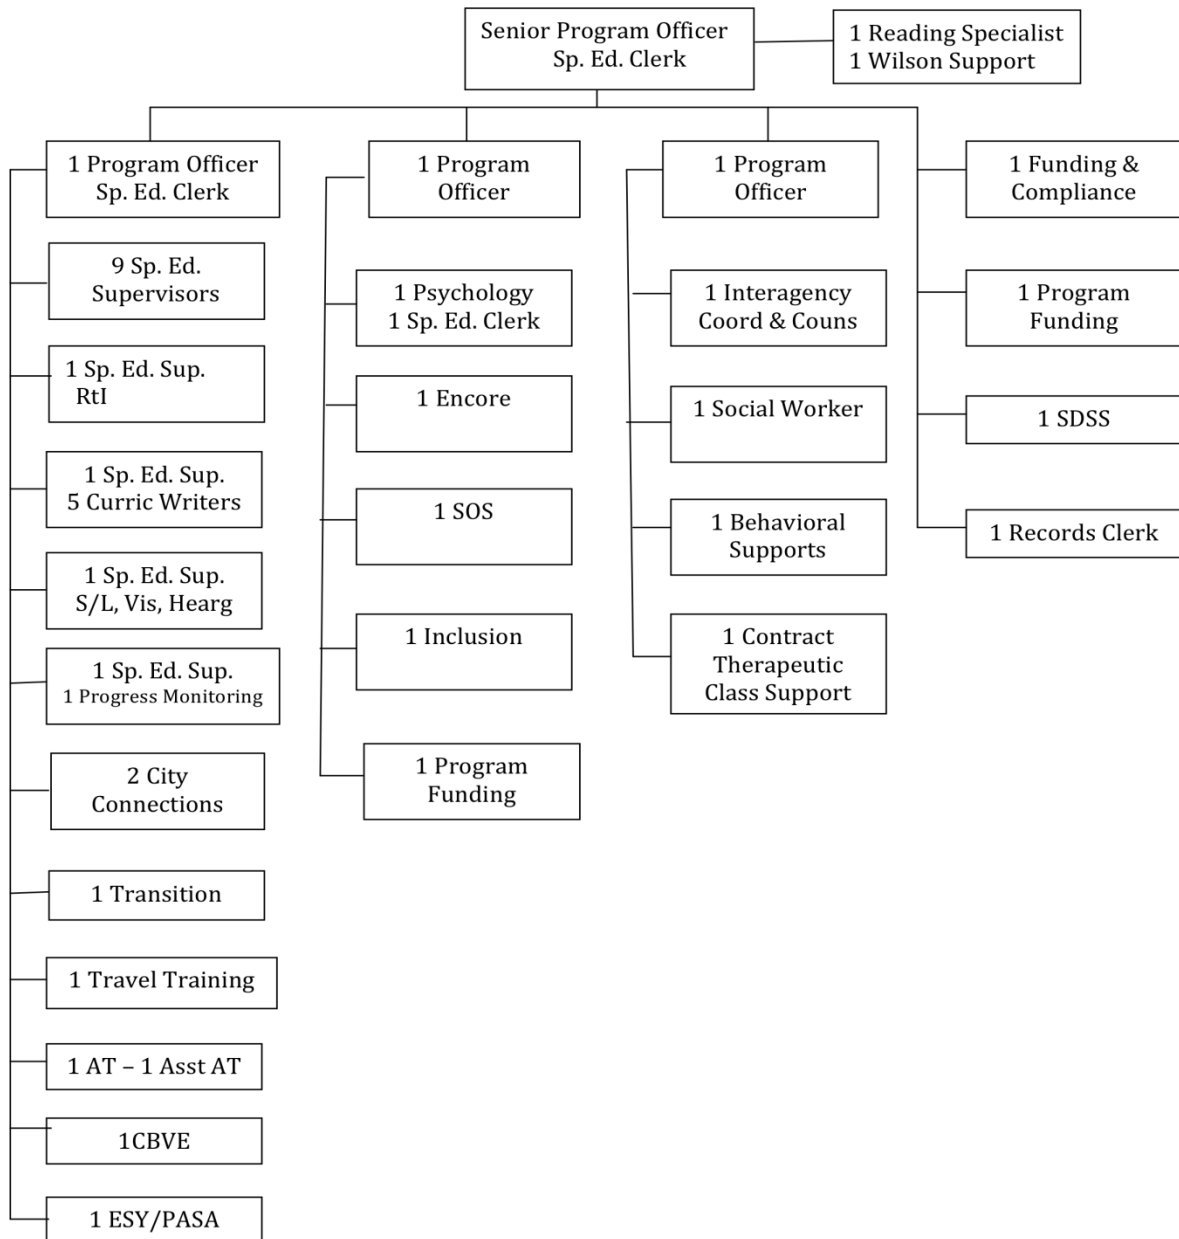 Senior Program Officer
Sp. Ed. Clerk
1 Reading Specialist
1 Wilson Support
1 Program Officer
Sp. Ed. Clerk
9 Sp. Ed.
Supervisors
1 Sp. Ed. Sup.
RtI
1 Sp. Ed. Sup.
5 Curric Writers
1 Sp. Ed. Sup.
S/L, Vis, Hearg
1 Sp. Ed. Sup.
1 Progress Monitoring
2 City
Connections
1 Transition
1 Travel Training
1 AT – 1 Asst AT
1CBVE
1 ESY/PASA
1 Program
Officer
1 Psychology
1 Sp. Ed. Clerk
1 Encore
1 SOS
1 Inclusion
1 Program
Funding
1 Program
Officer
1 Interagency
Coord & Couns
1 Social Worker
1 Behavioral
Supports
1 Contract
Therapeutic
Class Support
1 Funding &
Compliance
1 Program
Funding
1 SDSS
1 Records Clerk